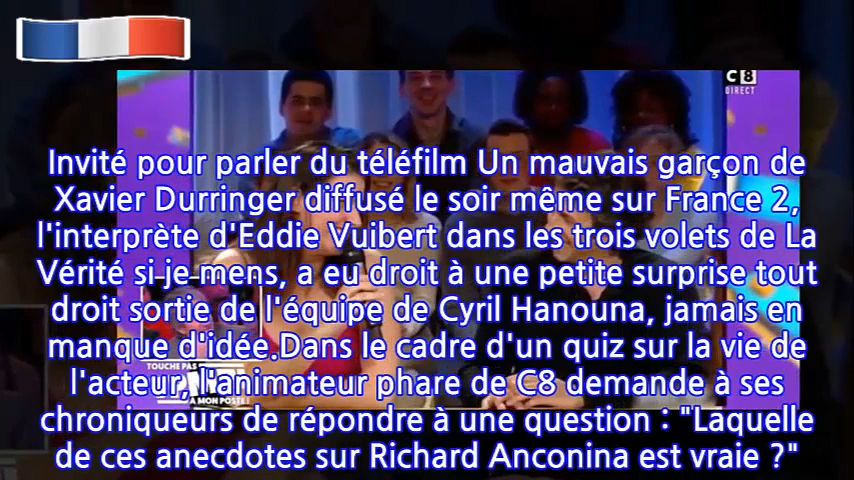 C8
DIRECT
Invité pour parler du téléfilm Un mauvais garçon de
Xavier Durringer diffusé le soir même sur France 2,
l'interprète d'Eddie Vuibert dans les trois volets de La
Vérité si je mens, a eu droit à une petite surprise tout
droit sortie de l'équipe de Cyril Hanouna, jamais en
manque d'idée.Dans le cadre d'un quiz sur la vie de
l'acteur, l'animateur phare de C8 demande à ses
chroniqueurs de répondre à une question : "Laquelle
de ces anecdotes sur Richard Anconina est vraie ?"
TOUCHE PAS
À MON POSTE !